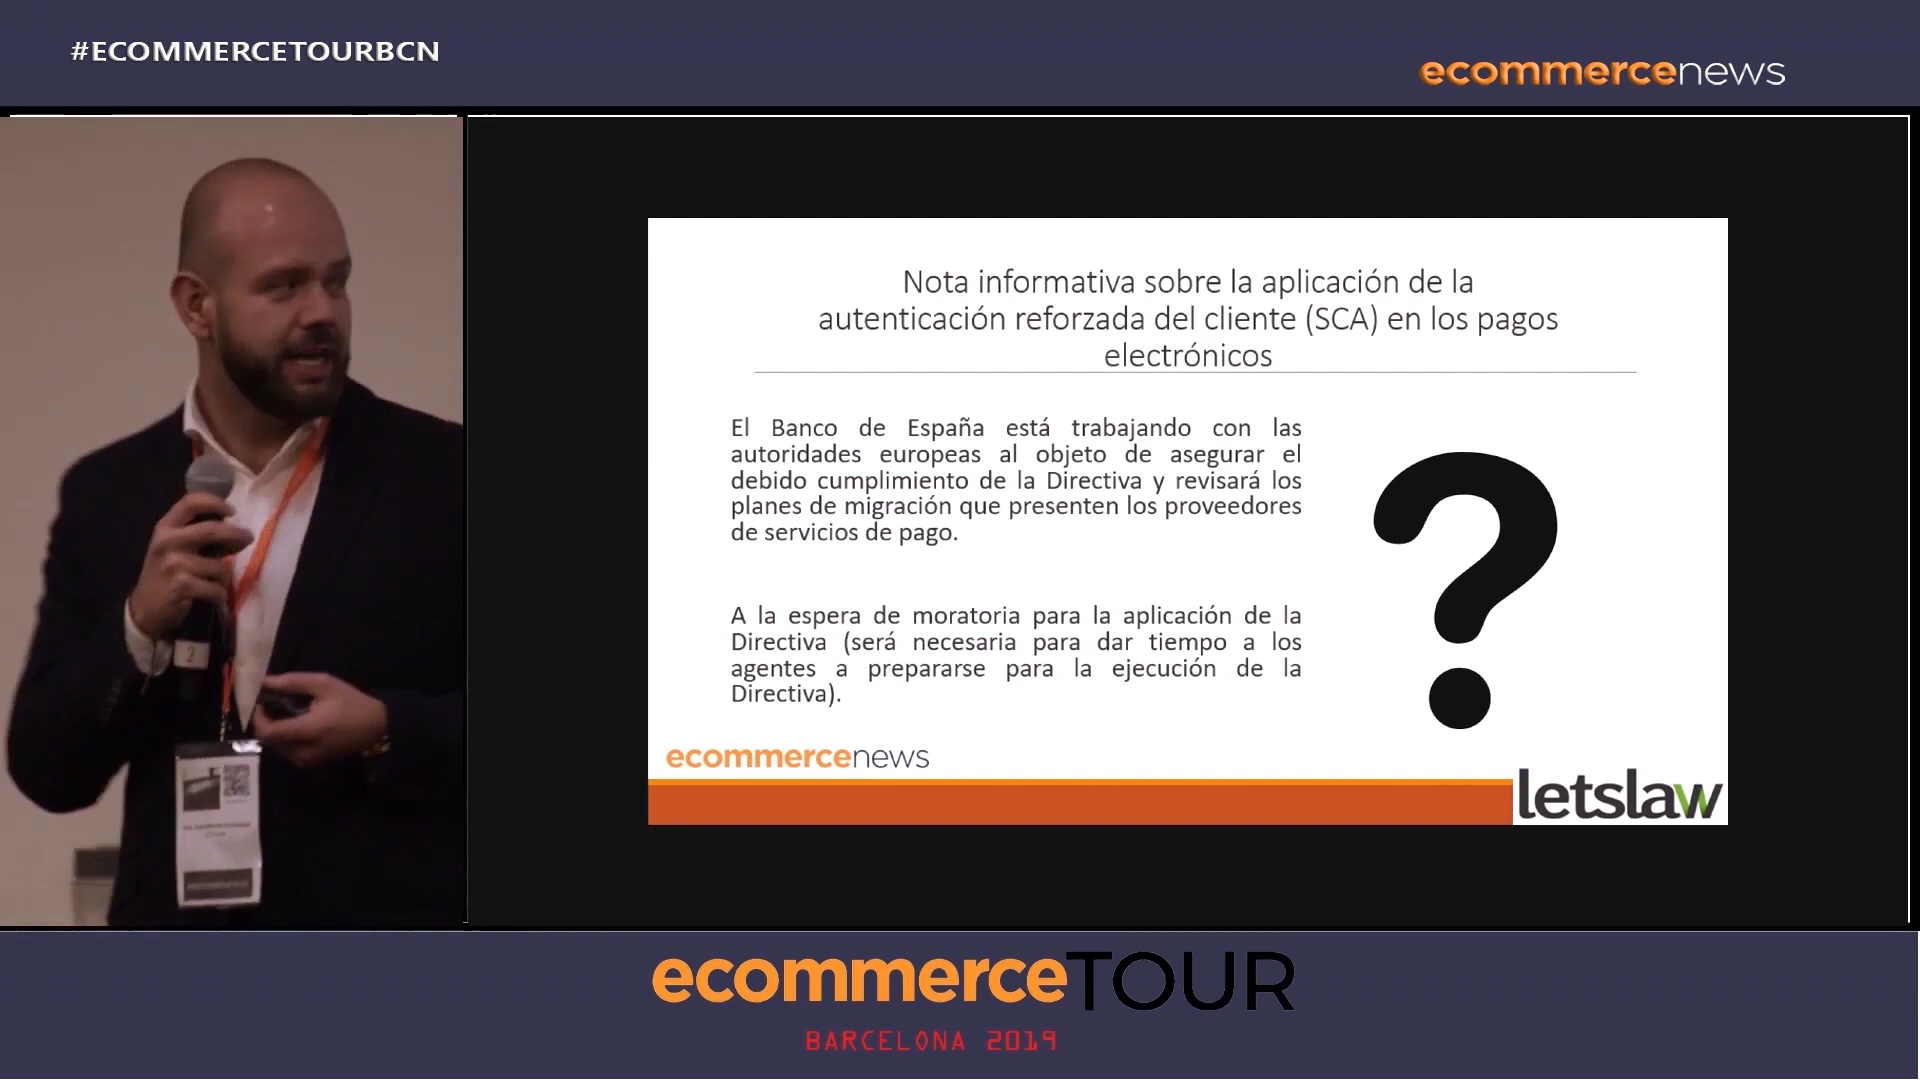 #ECOMMERCETOURBCN
ecommercenews
Nota informativa sobre la aplicación de la
autenticación reforzada del cliente (SCA) en los pagos
electrónicos
El Banco de España está trabajando con las
autoridades europeas al objeto de asegurar el
debido cumplimiento de la Directiva y revisará los
planes de migración que presenten los proveedores
de servicios de pago.
A la espera de moratoria para la aplicación de la
Directiva (será necesaria para dar tiempo a los
agentes a prepararse para la ejecución de la
Directiva).
?
ecommercenews
letslaw
2
ecommerceTOUR
BARCELONA 2019